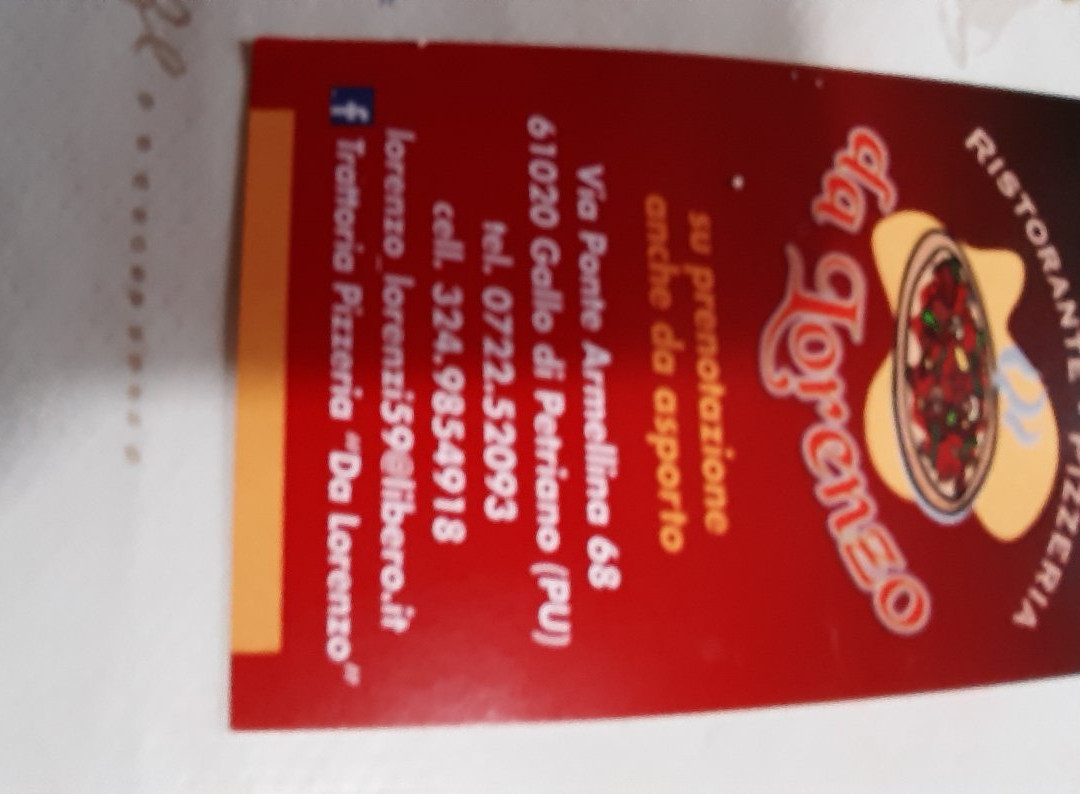 RISTORANTE PIZZERIA
da Lorenzo
su prenotazione
anche da asporto
Via Ponte Armellina 68
61020 Gallo di Petriano (PU)
tel. 0722.52093
cell. 324.9854918
lorenzo_lorenzi59@libero.it
f Trattoria Pizzeria "Da Lorenzo"